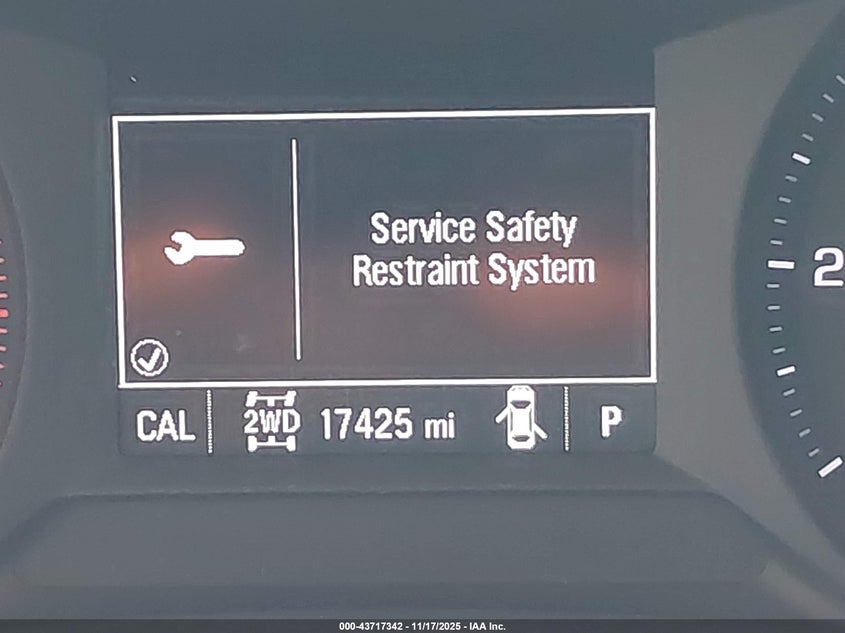 Service Safety
Restraint System
CAL 2WD 17425 mi P
2
000-43717342 - 11/17/2025 - IAA Inc.